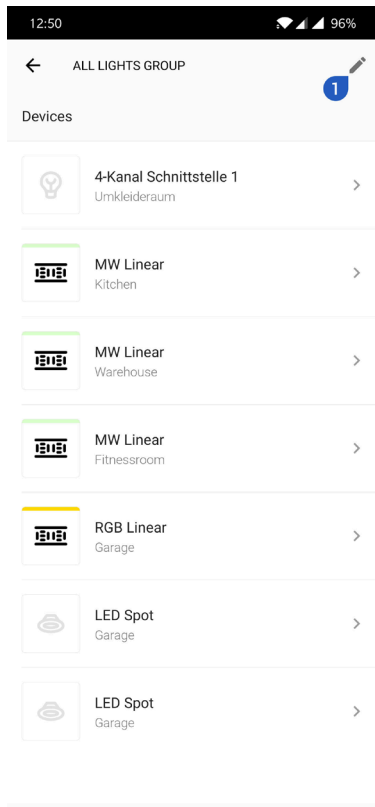 12:50 96%
ALL LIGHTS GROUP
1
Devices
4-Kanal Schnittstelle 1
Umkleideraum
MW Linear
Kitchen
MW Linear
Warehouse
MW Linear
Fitnessroom
RGB Linear
Garage
LED Spot
Garage
LED Spot
Garage